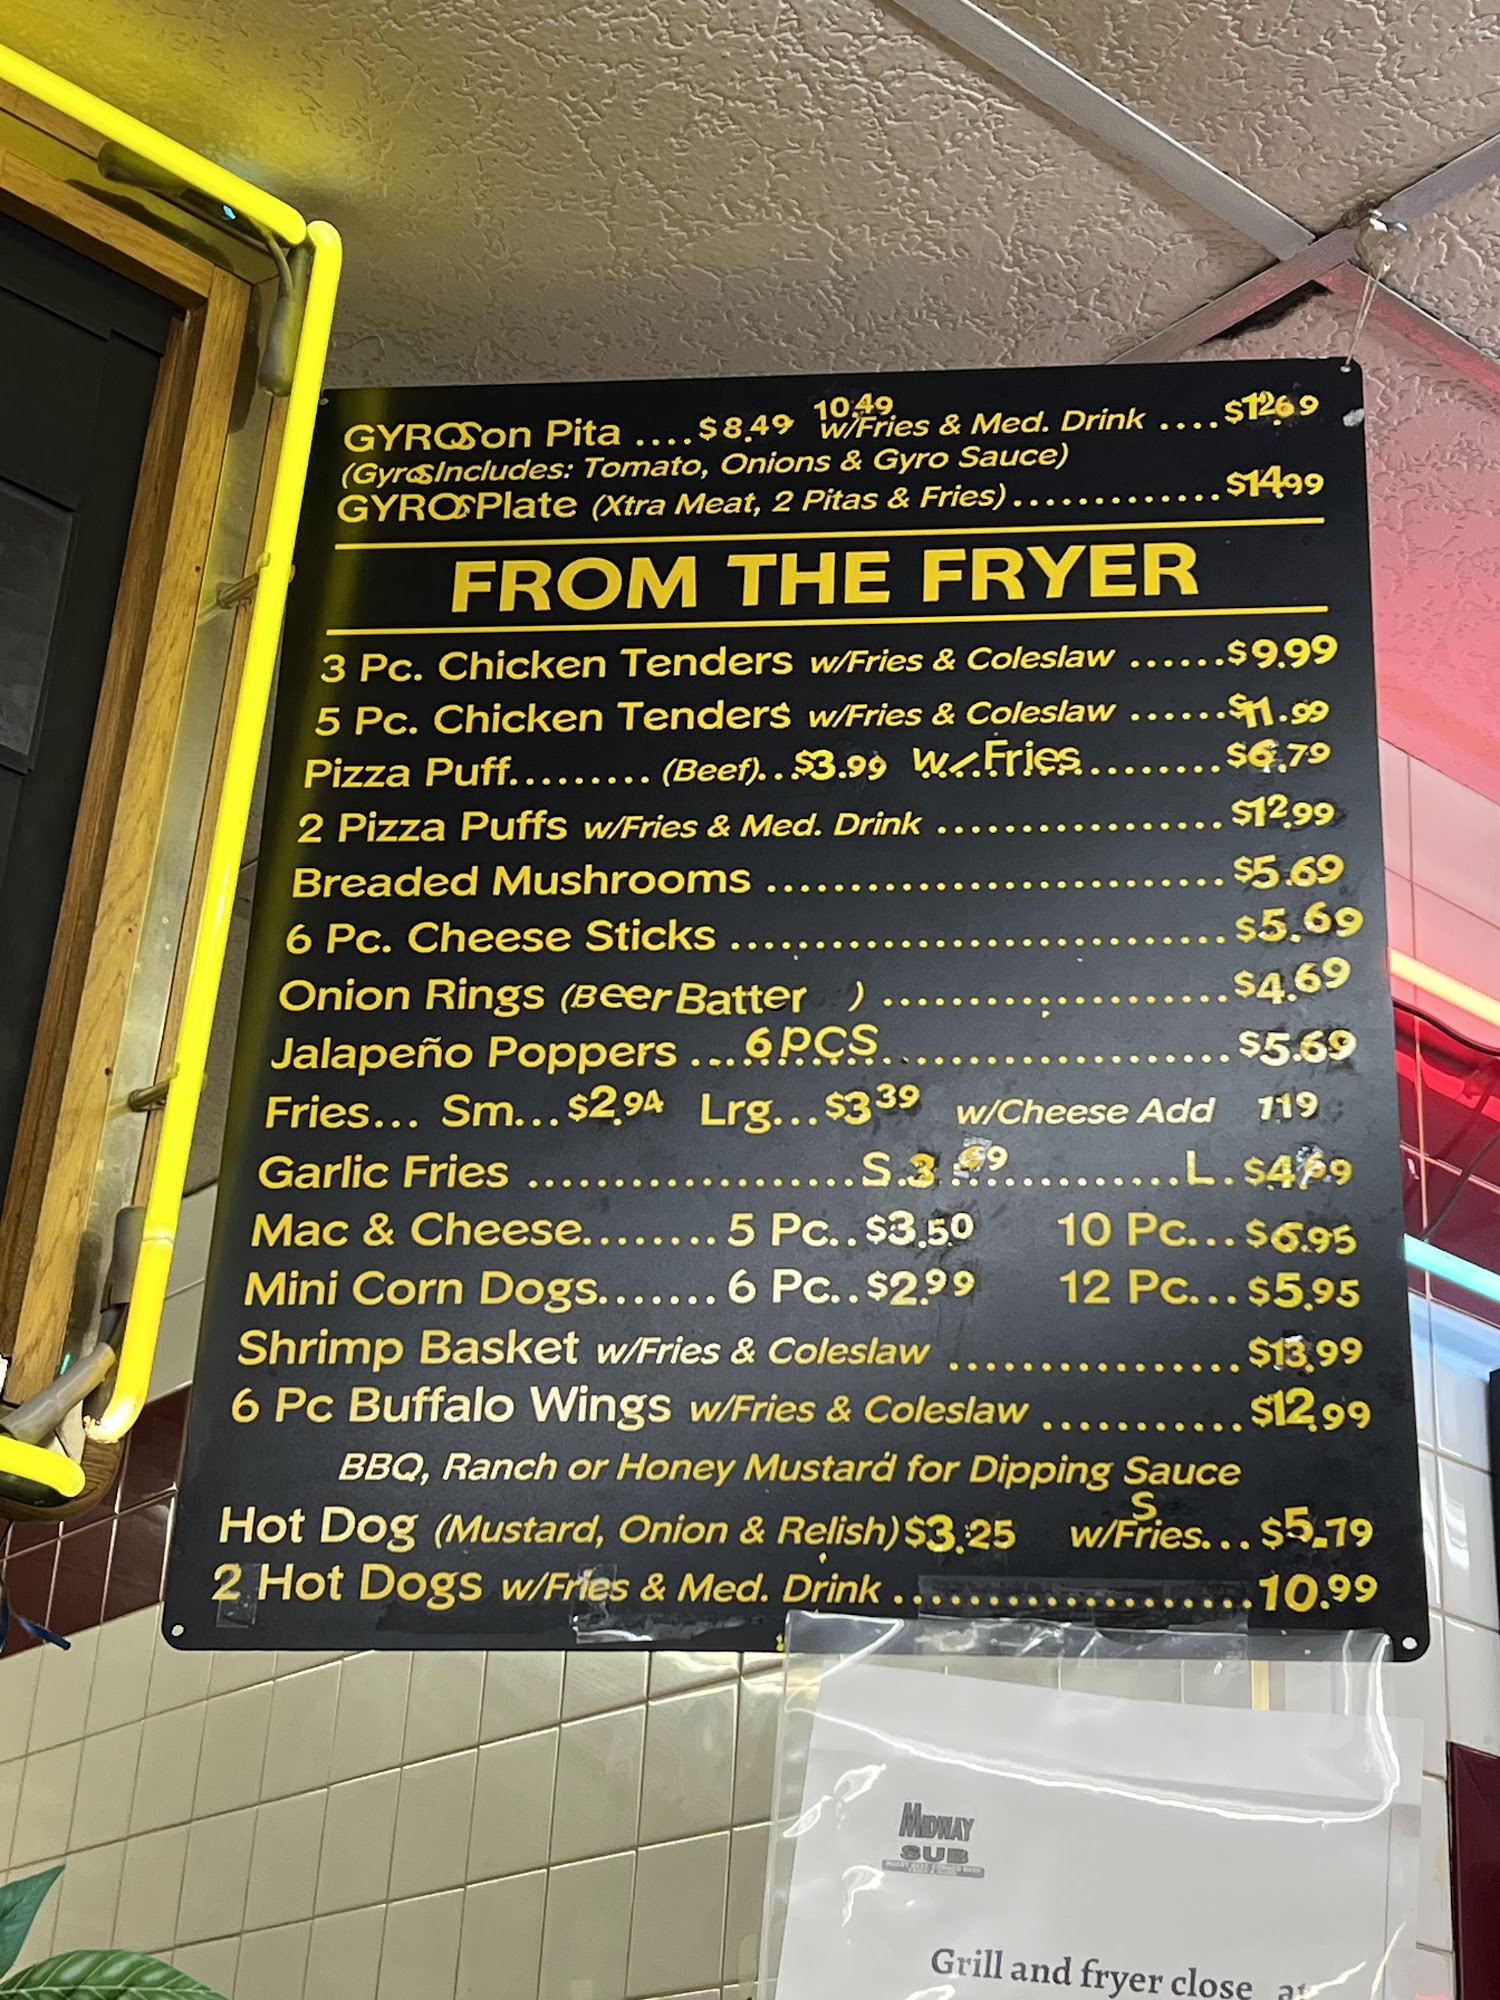 GYROS on Pita ....$8.49 10.49 w/Fries & Med. Drink ....$12.69
(Gyros Includes: Tomato, Onions & Gyro Sauce)
GYROS Plate (Xtra Meat, 2 Pitas & Fries).............$14.99
FROM THE FRYER
3 Pc. Chicken Tenders w/Fries & Coleslaw ......$9.99
5 Pc. Chicken Tenders w/Fries & Coleslaw ......$11.99
Pizza Puff......... (Beef)..$3.99 w/Fries.........$6.79
2 Pizza Puffs w/Fries & Med. Drink ..................$12.99
Breaded Mushrooms .............................$5.69
6 Pc. Cheese Sticks ...............................$5.69
Onion Rings (Beer Batter ) ......................$4.69
Jalapeño Poppers ....6 PCS.......................$5.69
Fries... Sm...$2.94 Lrg...$3 39 w/Cheese Add 1 19
Garlic Fries .....................S.3 .............L. $4
Mac & Cheese........5 Pc..$3.50 10 Pc...$6.95
Mini Corn Dogs.......6 Pc..$2.99 12 Pc...$5.95
Shrimp Basket w/Fries & Coleslaw ...................$13.99
6 Pc Buffalo Wings w/Fries & Coleslaw ...........$12.99
BBQ, Ranch or Honey Mustard for Dipping Sauce
Hot Dog (Mustard, Onion & Relish)$3.25 S w/Fries...$5.79
2 Hot Dogs w/Fries & Med. Drink .....................10.99
MIDWAY
SUB
Grill and fryer close